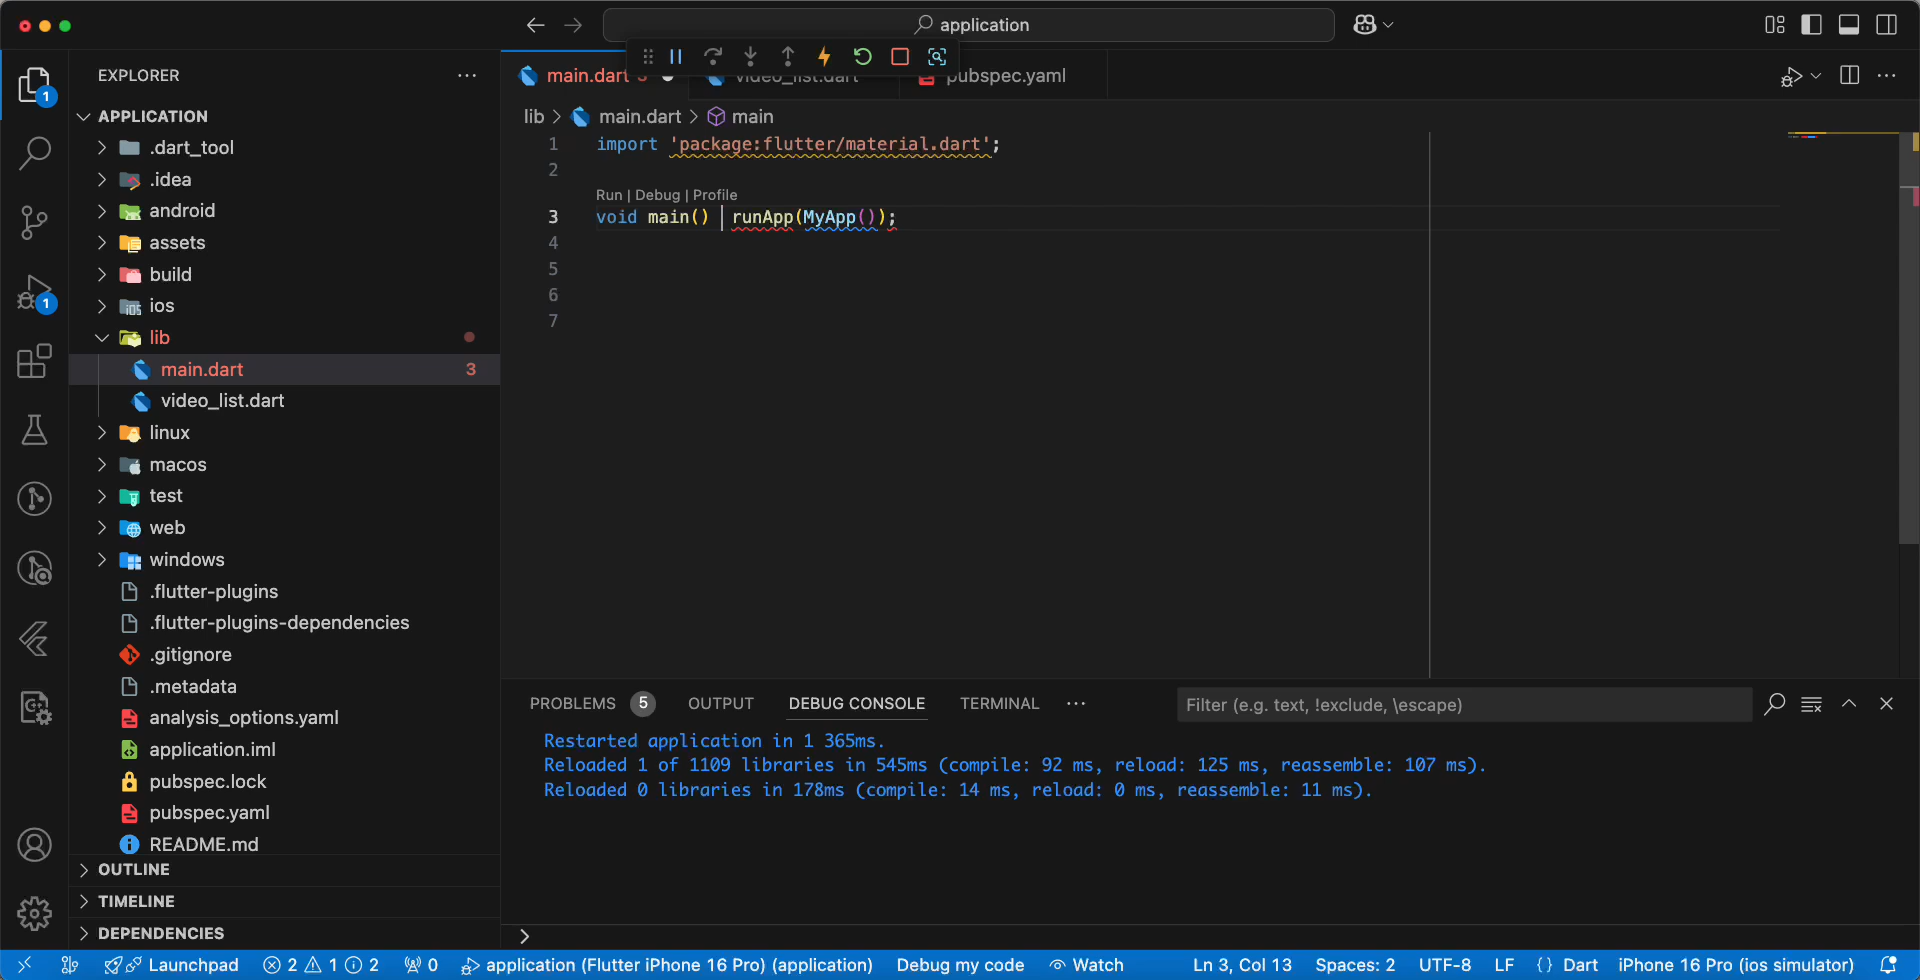 application
EXPLORER
main.dart 3
video_list.dart
pubspec.yaml
APPLICATION
lib > main.dart > main
.dart_tool
.idea
android
assets
build
ios
lib
main.dart 3
video_list.dart
linux
macos
test
web
windows
.flutter-plugins
.flutter-plugins-dependencies
.gitignore
.metadata
analysis_options.yaml
application.iml
pubspec.lock
pubspec.yaml
README.md
OUTLINE
TIMELINE
DEPENDENCIES
1
1
1 import 'package:flutter/material.dart';
2
Run | Debug | Profile
3 void main() runApp(MyApp());
4
5
6
7
PROBLEMS 5 OUTPUT DEBUG CONSOLE TERMINAL
Filter (e.g. text, !exclude, \escape)
Restarted application in 1 365ms.
Reloaded 1 of 1109 libraries in 545ms (compile: 92 ms, reload: 125 ms, reassemble: 107 ms).
Reloaded 0 libraries in 178ms (compile: 14 ms, reload: 0 ms, reassemble: 11 ms).
>
Launchpad 2 1 2 0 application (Flutter iPhone 16 Pro) (application) Debug my code Watch Ln 3, Col 13 Spaces: 2 UTF-8 LF {} Dart iPhone 16 Pro (ios simulator)